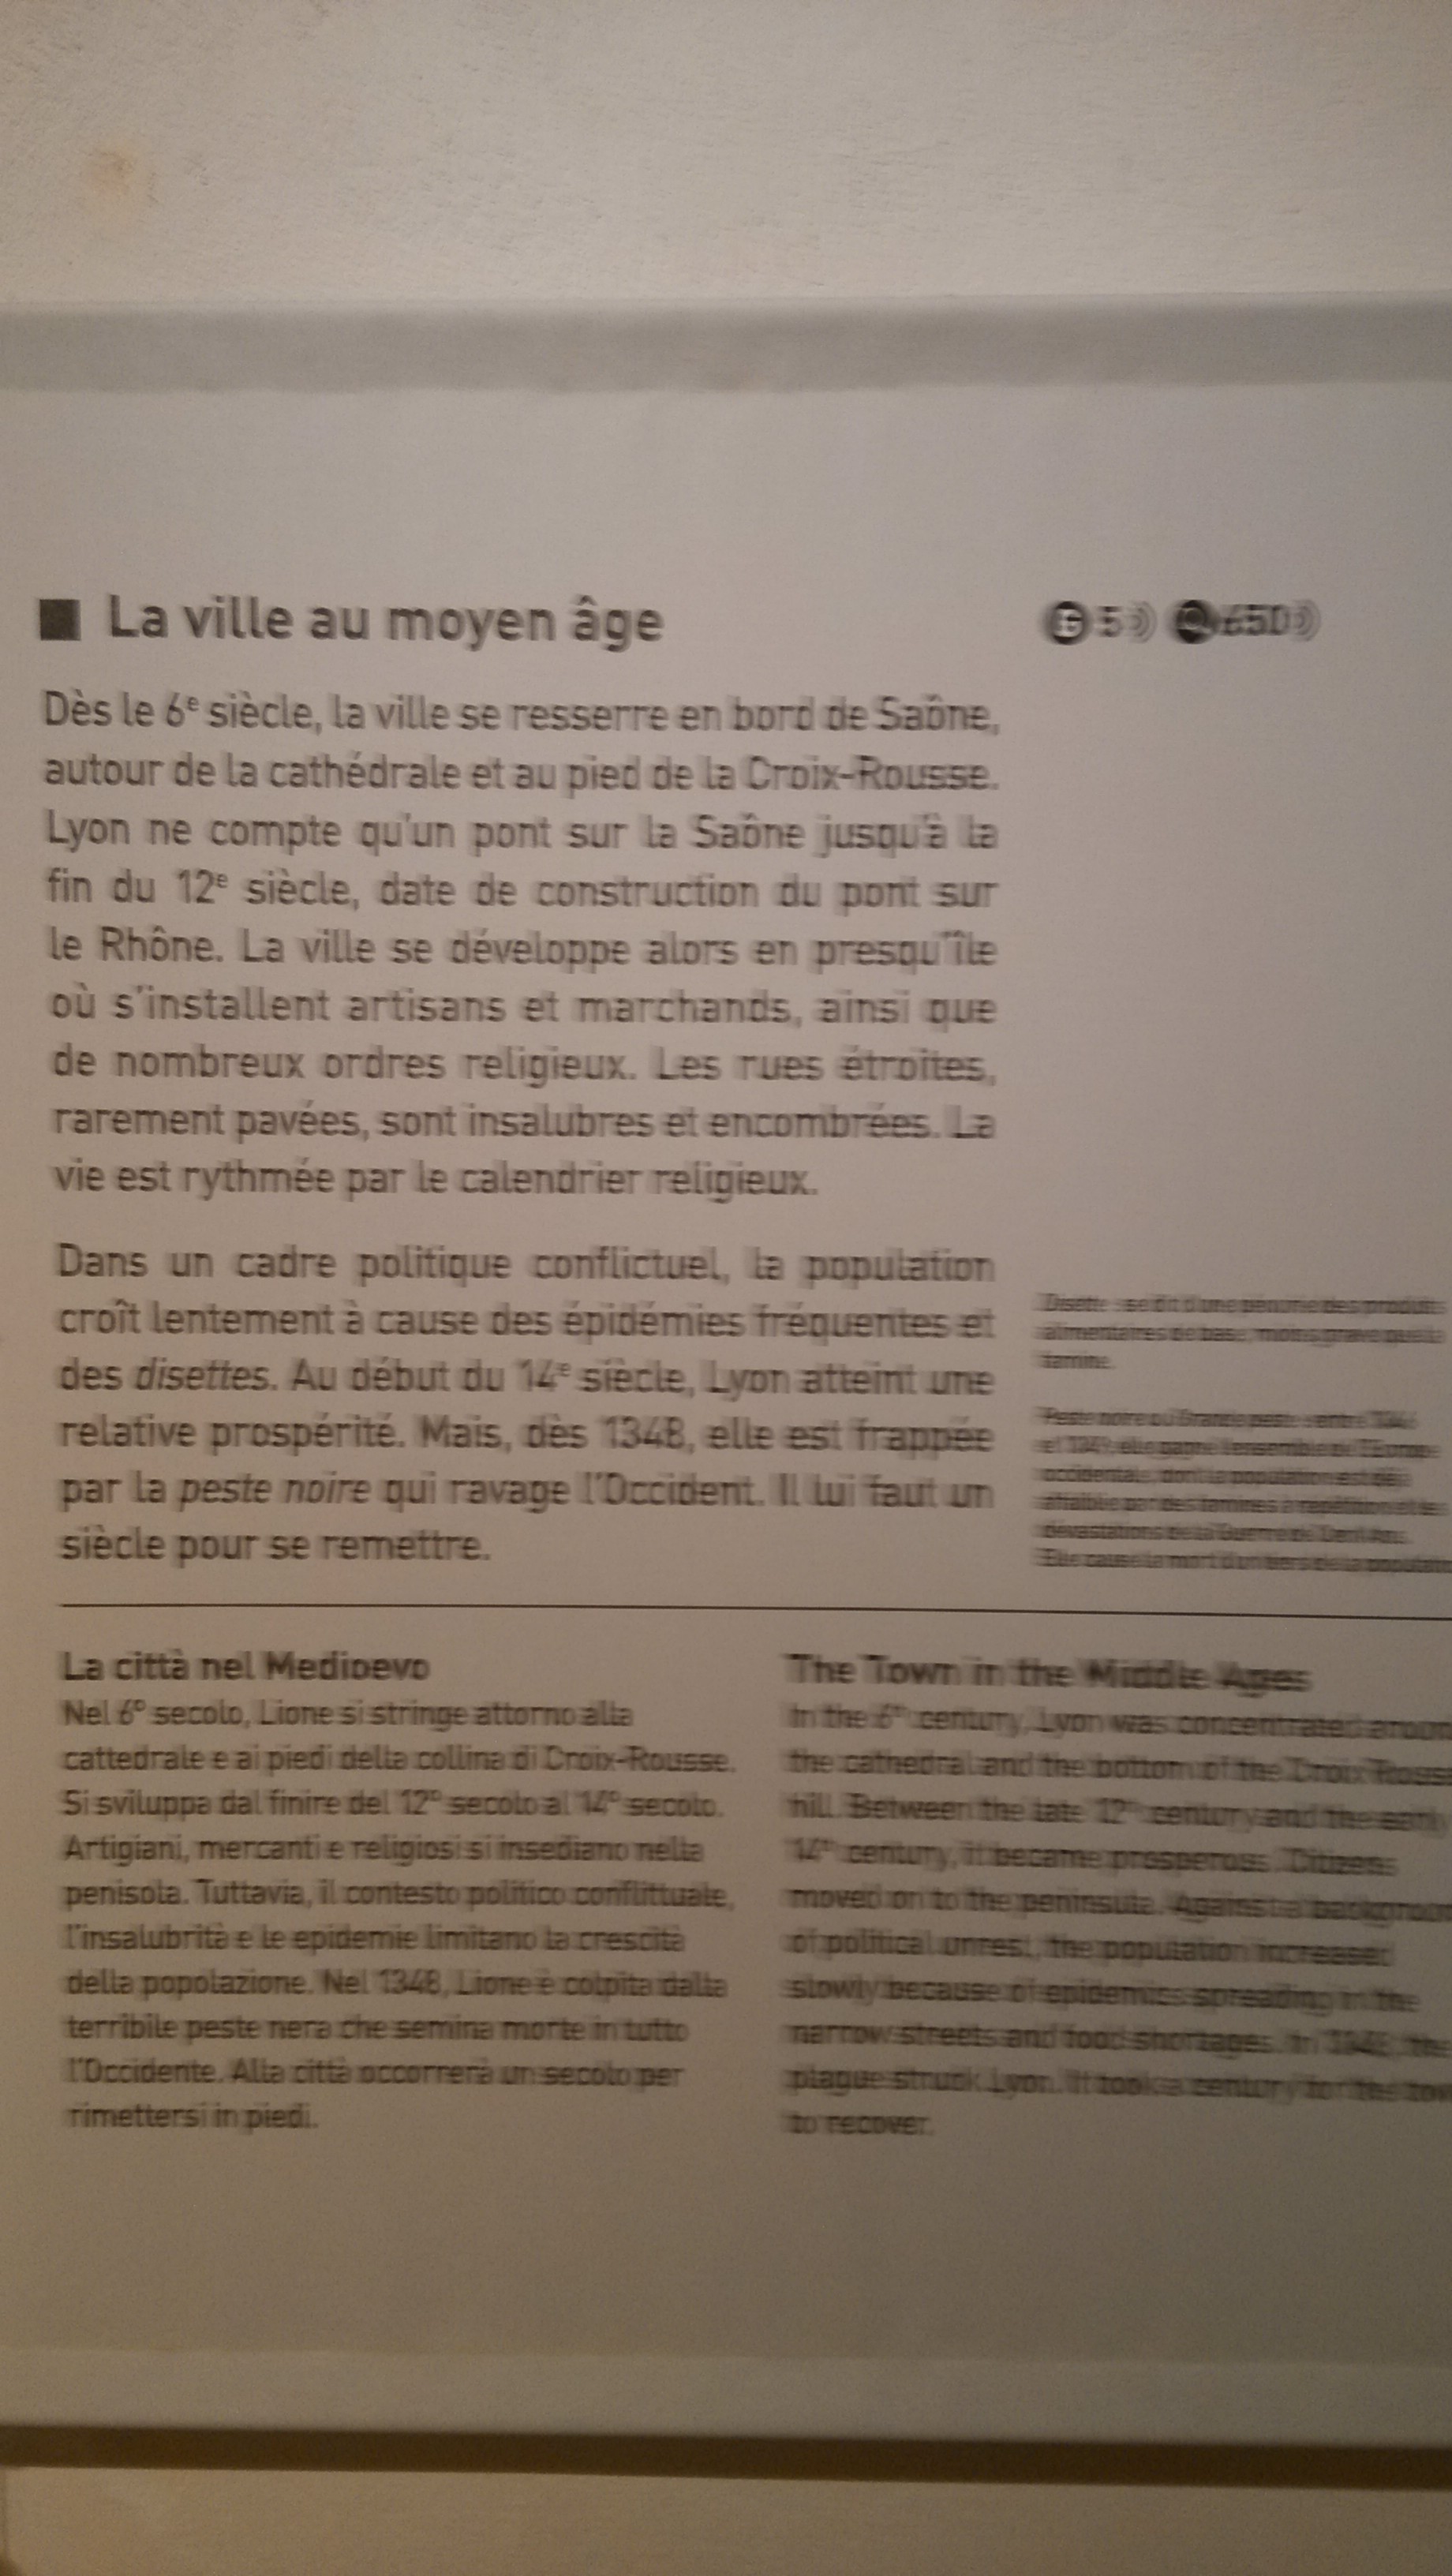 La ville au moyen âge
5 650
Dès le 6e siècle, la ville se resserre en bord de Saône,
autour de la cathédrale et au pied de la Croix-Rousse.
Lyon ne compte qu'un pont sur la Saône jusqu'à la
fin du 12e siècle, date de construction du pont sur
le Rhône. La ville se développe alors en presqu'île
où s'installent artisans et marchands, ainsi que
de nombreux ordres religieux. Les rues étroites,
rarement pavées, sont insalubres et encombrées. La
vie est rythmée par le calendrier religieux.
Dans un cadre politique conflictuel, la population
croît lentement à cause des épidémies fréquentes et
des disettes. Au début du 14e siècle, Lyon atteint une
relative prospérité. Mais, dès 1348, elle est frappée
par la peste noire qui ravage l'Occident. Il lui faut un
siècle pour se remettre.
Disette : se dit d'une pénurie des produits
alimentaires de base, moins grave que la
famine.
Peste noire ou Grande peste : entre
et elle gagne l'ensemble de l'Europe
occidentale, dont la population est déjà
affaiblie par des famines à répétition et les
dévastations de la Guerre de Cent Ans.
Elle cause la mort d'un tiers de la
La città nel Medioevo
Nel 6° secolo, Lione si stringe attorno alla
cattedrale e ai piedi della collina di Croix-Rousse.
Si sviluppa dal finire del 12° secolo al 14° secolo.
Artigiani, mercanti e religiosi si insediano nella
penisola. Tuttavia, il contesto politico conflittuale,
l'insalubrità e le epidemie limitano la crescità
della popolazione. Nel 1348, Lione è colpita dalla
terribile peste nera che semina morte in tutto
l'Occidente. Alla città occorrerà un secolo per
rimettersi in piedi.
The Town in the Middle Ages
In the 6th century, Lyon was concentrated
the cathedral and the bottom of the Croix-Rousse
hill. Between the late 12th century and the early
14th century, it became prosperous. Citizens
moved on to the peninsula. Against a
of political unrest, the population increased
slowly because of epidemics spreading in the
narrow streets and food shortages. In 1348, the
plague struck Lyon. It took a century for the
to recover.